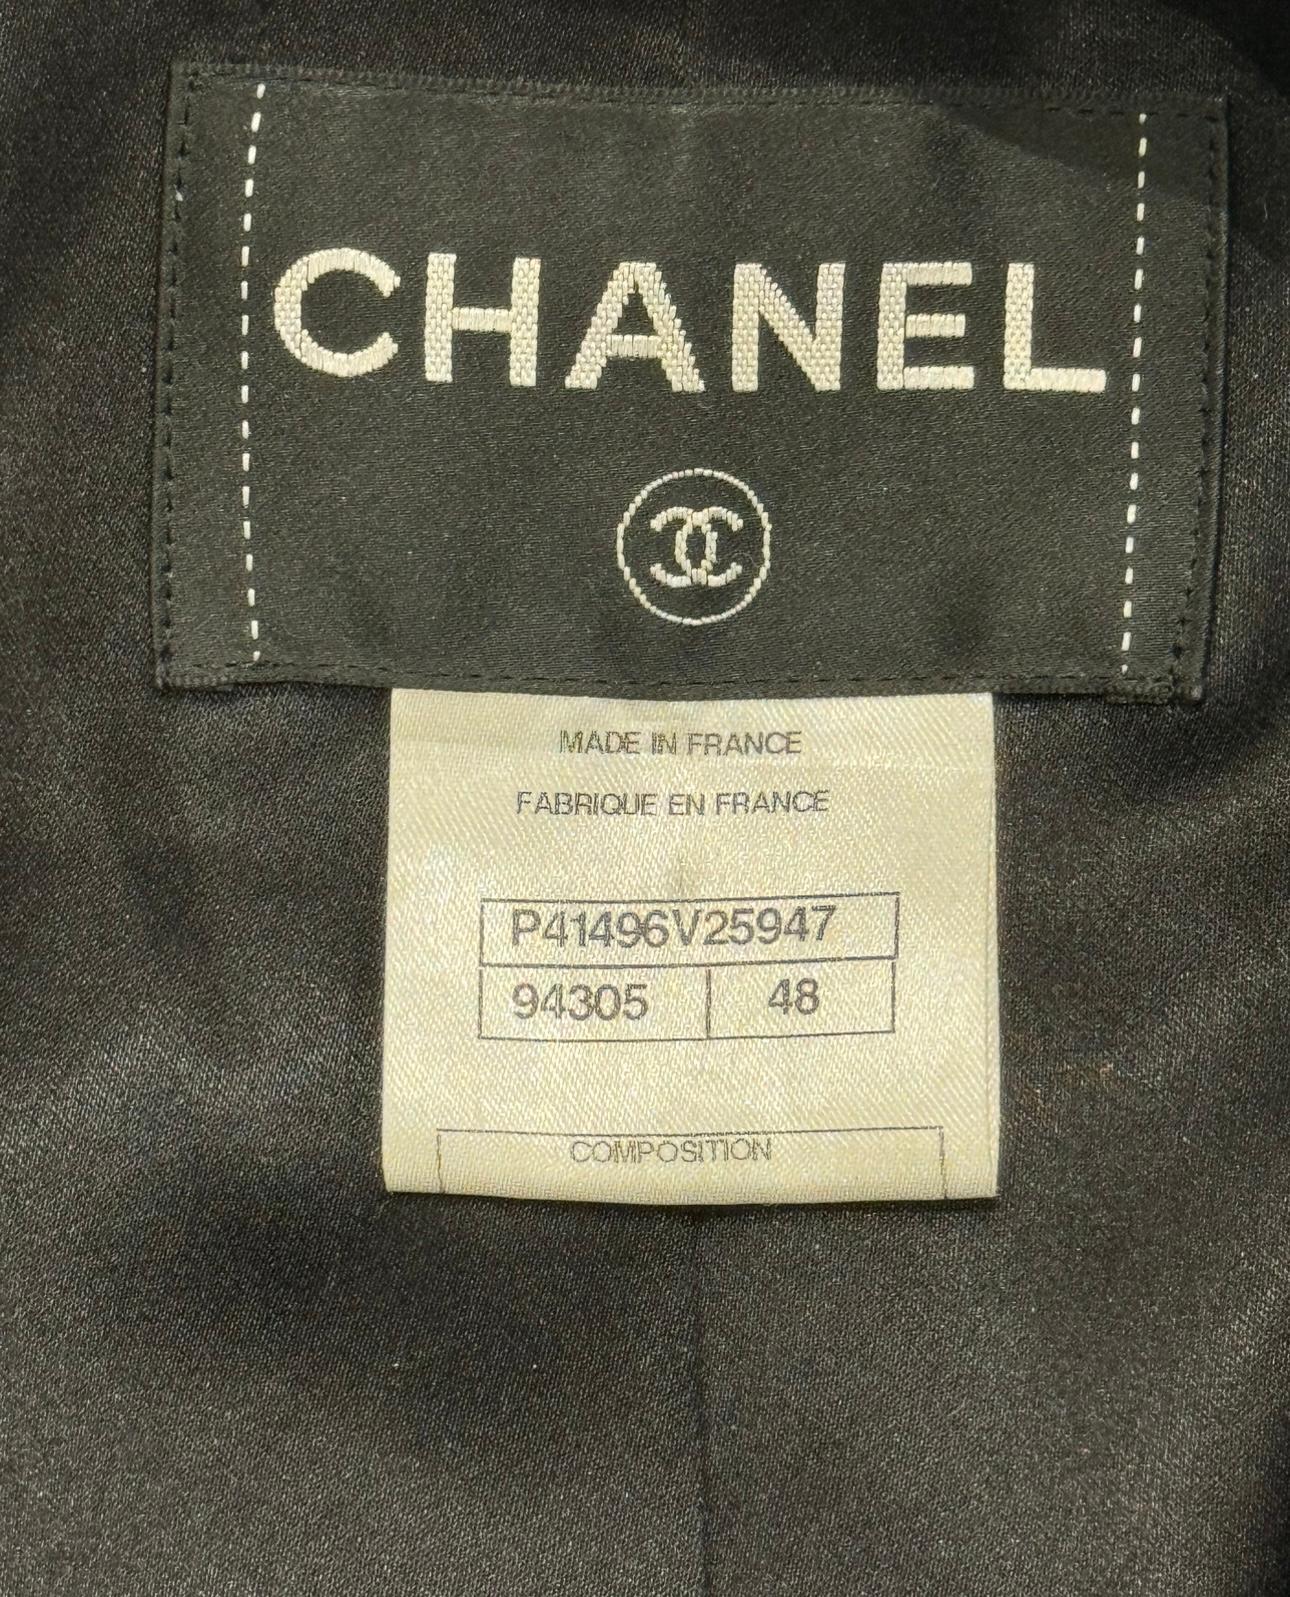 CHANEL
MADE IN FRANCE
FABRIQUE EN FRANCE
P41496V25947
94305 48
COMPOSITION